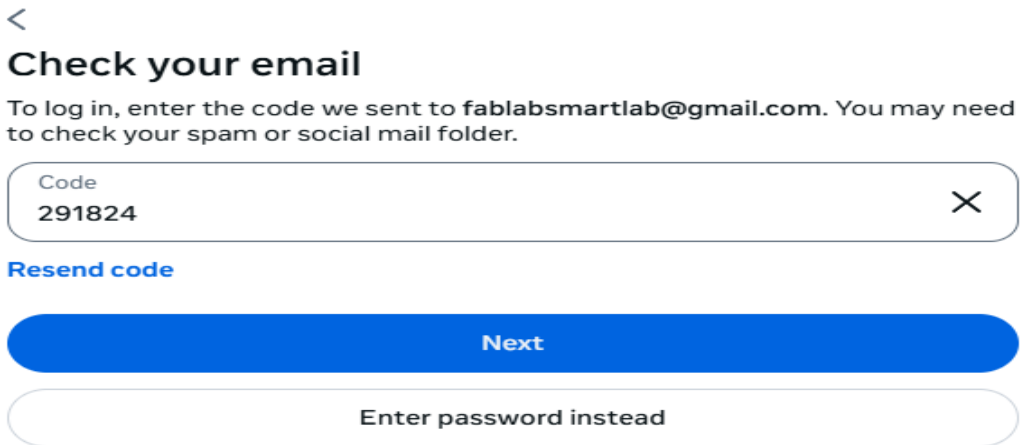 Check your email
To log in, enter the code we sent to fablabsmartlab@gmail.com. You may need
to check your spam or social mail folder.
Code
291824
Resend code
Next
Enter password instead